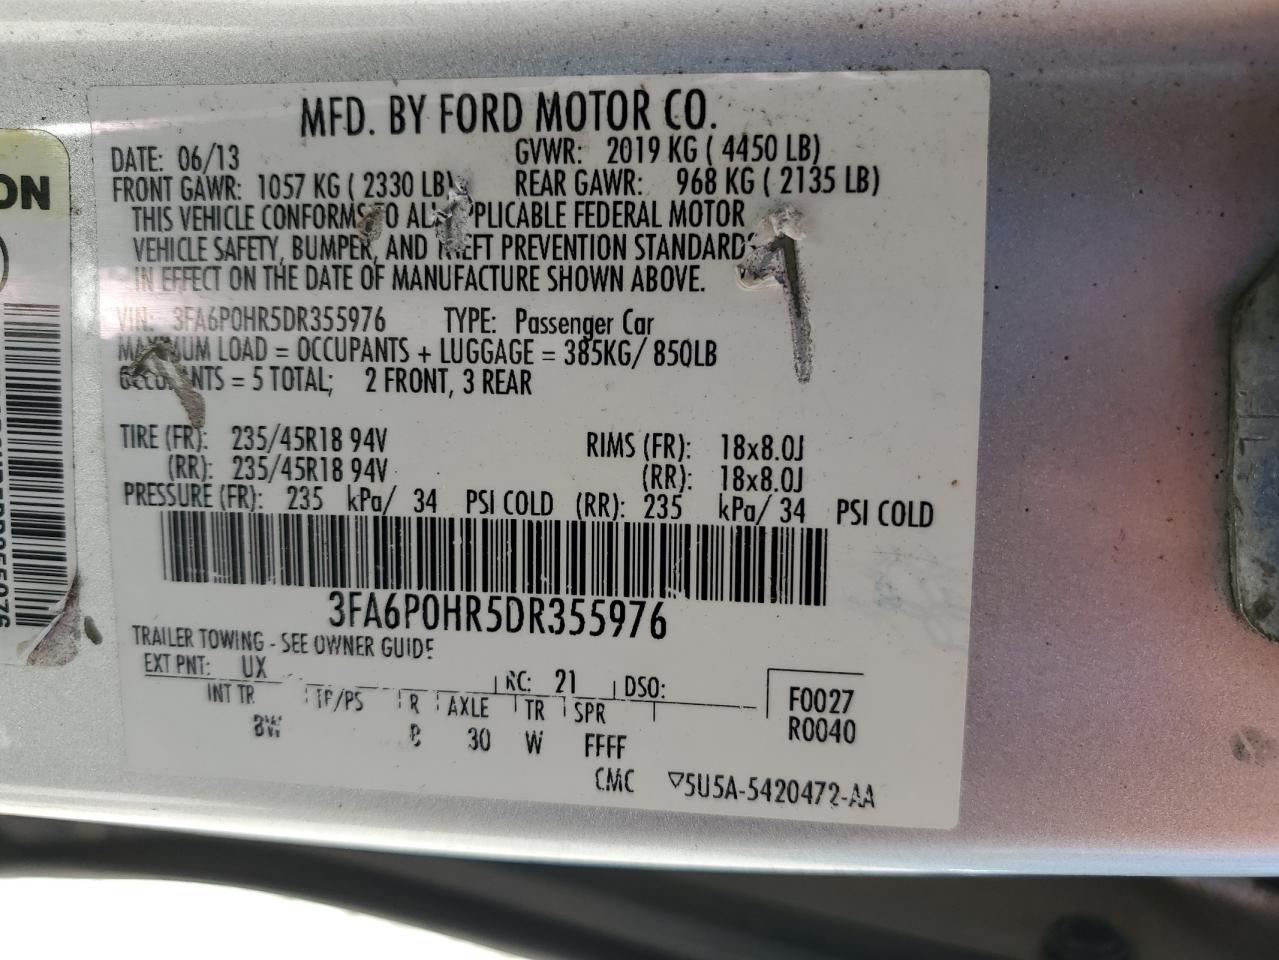 MFD. BY FORD MOTOR CO.
DATE: 06/13 GVWR: 2019 KG ( 4450 LB)
FRONT GAWR: 1057 KG ( 2330 LB) REAR GAWR: 968 KG ( 2135 LB)
THIS VEHICLE CONFORMS TO ALL APPLICABLE FEDERAL MOTOR
VEHICLE SAFETY, BUMPER, AND THEFT PREVENTION STANDARDS
IN EFFECT ON THE DATE OF MANUFACTURE SHOWN ABOVE.
VIN: 3FA6P0HR5DR355976 TYPE: Passenger Car
MAXIMUM LOAD = OCCUPANTS + LUGGAGE = 385KG/ 850LB
OCCUPANTS = 5 TOTAL; 2 FRONT, 3 REAR
TIRE (FR): 235/45R18 94V RIMS (FR): 18x8.0J
(RR): 235/45R18 94V (RR): 18x8.0J
PRESSURE (FR): 235 kPa/ 34 PSI COLD (RR): 235 kPa/ 34 PSI COLD
3FA6P0HR5DR355976
TRAILER TOWING - SEE OWNER GUIDE
EXT PNT: UX RC: 21 DSO:
INT TR TP/PS R AXLE TR SPR F0027
8W 8 30 W FFFF R0040
CMC ▽5U5A-5420472-AA
ON